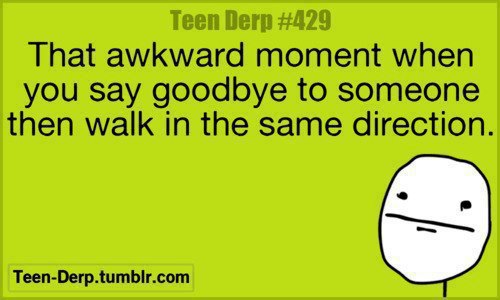 Teen Derp #429
That awkward moment when
you say goodbye to someone
then walk in the same direction.
Teen-Derp.tumblr.com